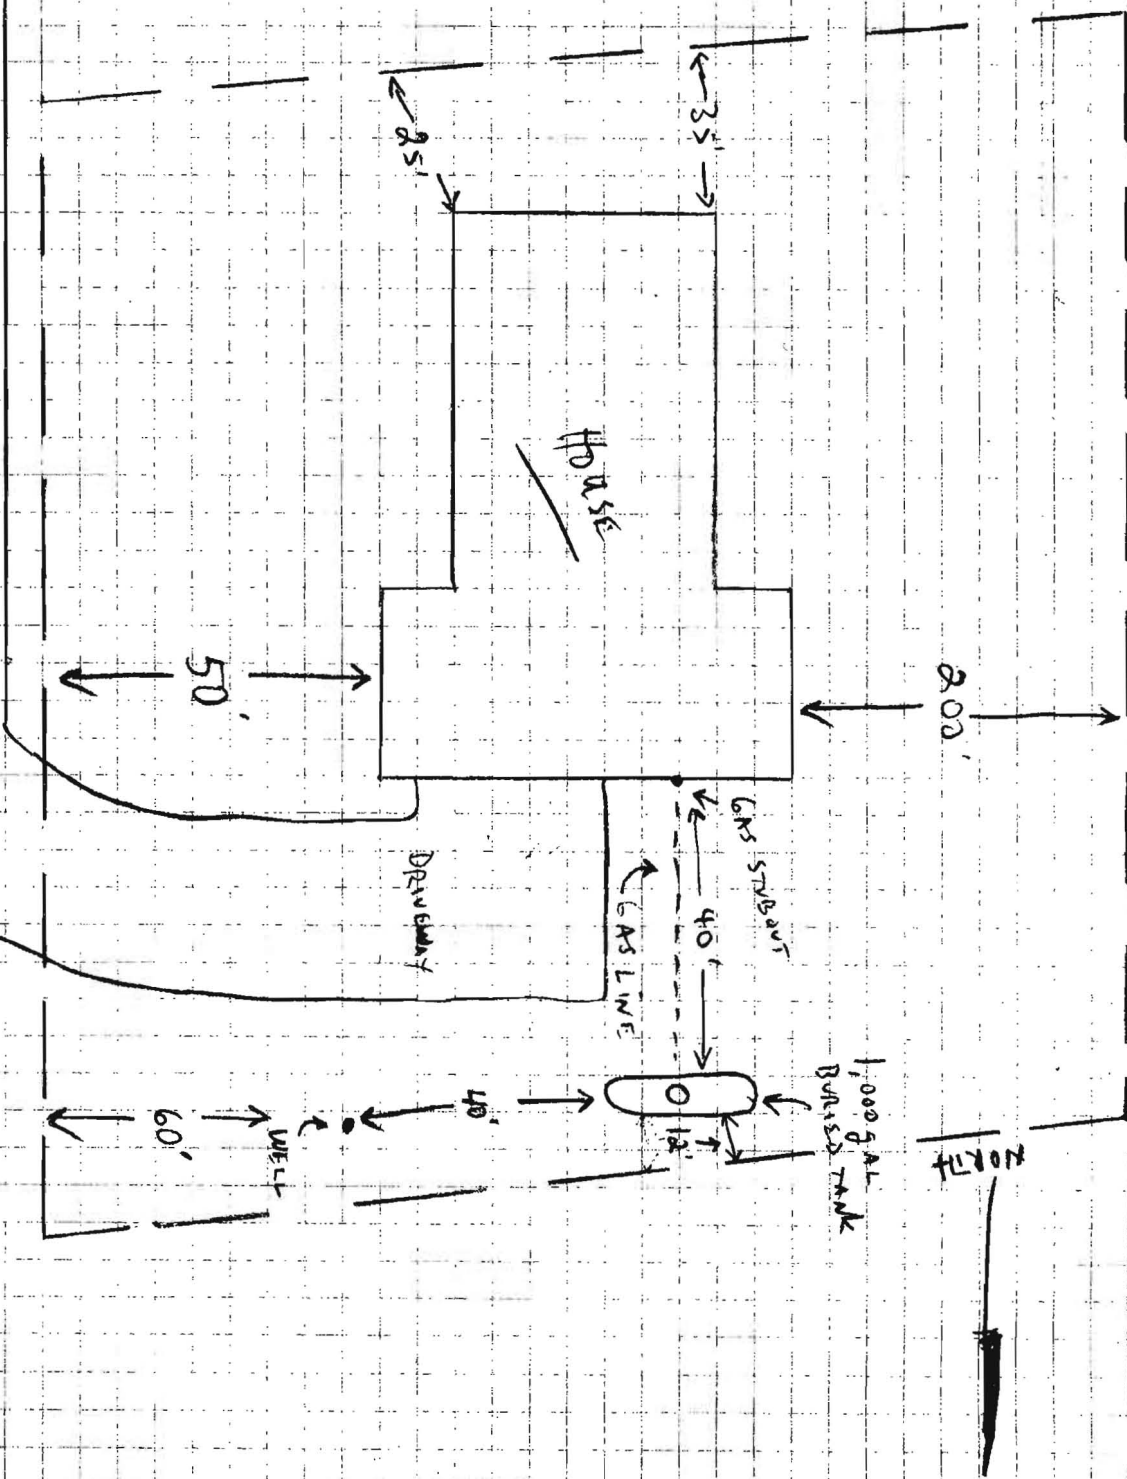 35'
25'
HOUSE
200'
50'
GAS STUBOUT
40'
GAS LINE
DRIVEWAY
1,000 gAL
BURIED TANK
12'
40'
WELL
60'
NORTH